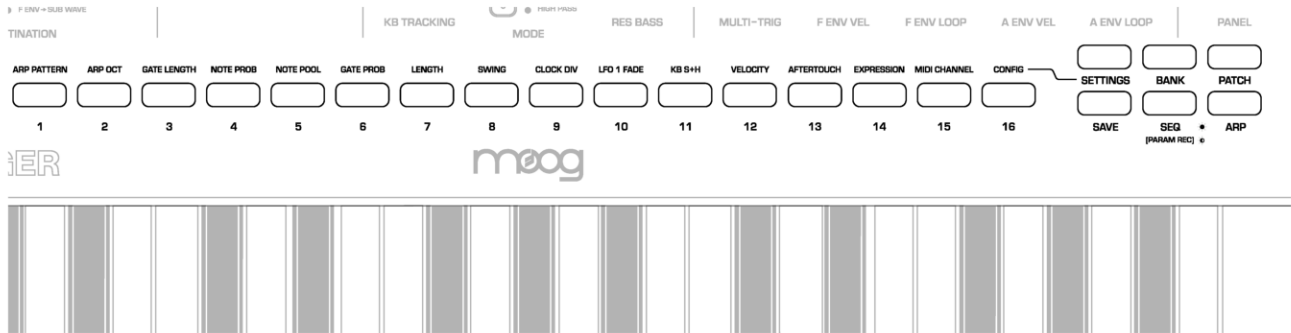 F ENV → SUB WAVE
HIGH PASS
TINATION
KB TRACKING
MODE
RES BASS
MULTI-TRIG
F ENV VEL
F ENV LOOP
A ENV VEL
A ENV LOOP
PANEL
ARP PATTERN ARP OCT GATE LENGTH NOTE PROB NOTE POOL GATE PROB LENGTH SWING CLOCK DIV LFO 1 FADE KB S+H VELOCITY AFTERTOUCH EXPRESSION MIDI CHANNEL CONFIG
SETTINGS BANK PATCH
1 2 3 4 5 6 7 8 9 10 11 12 13 14 15 16
SAVE SEQ ARP
[PARAM REC]
GER
moog